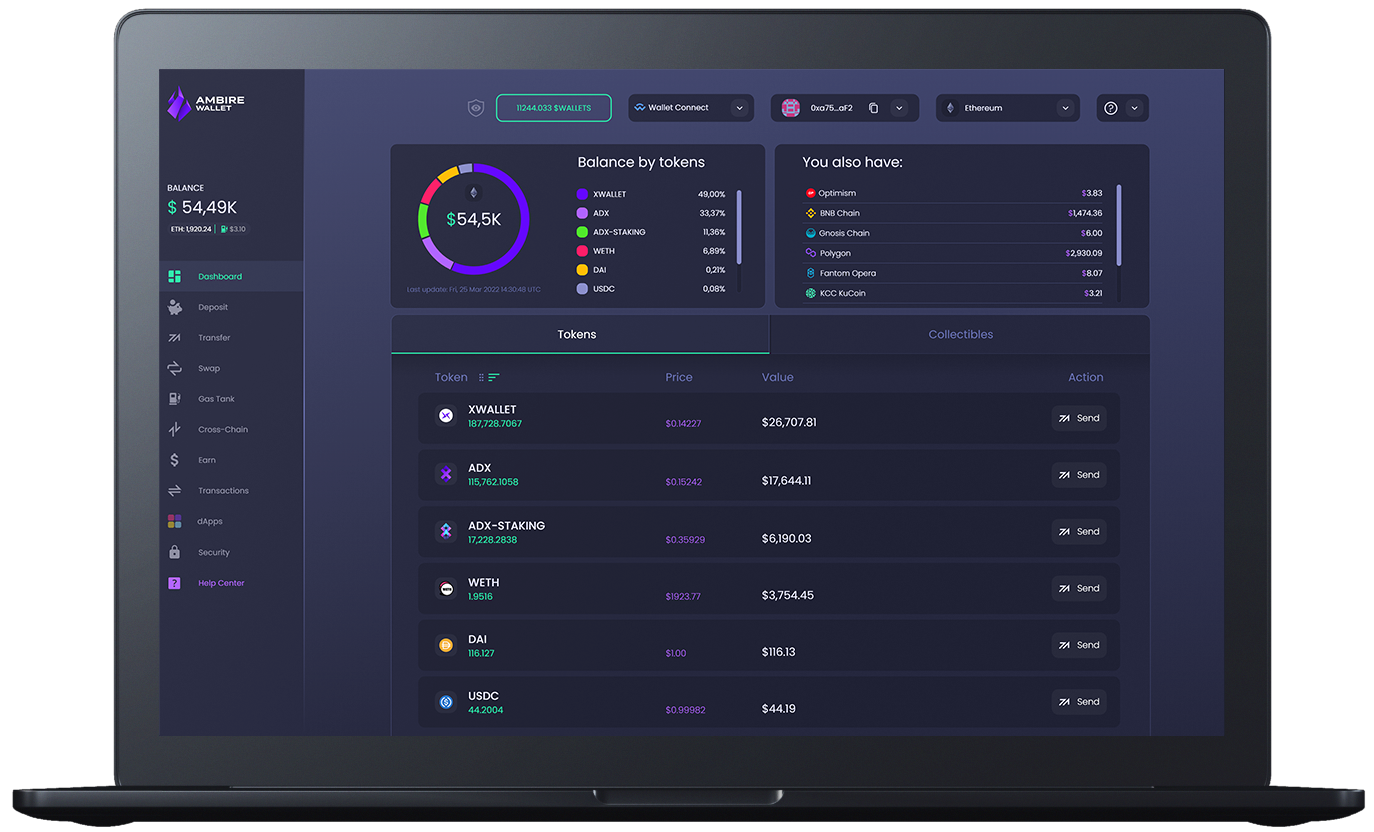 AMBIRE
WALLET
11244.033 $WALLETS
Wallet Connect
0xa75...aF2
Ethereum
?
BALANCE
$ 54,49K
ETH: 1,920.24 | $3.10
Dashboard
Deposit
Transfer
Swap
Gas Tank
Cross-Chain
Earn
Transactions
dApps
Security
? Help Center
$54,5K
Last update: Fri, 25 Mar 2022 14:30:48 UTC
Balance by tokens
XWALLET 49,00%
ADX 33,37%
ADX-STAKING 11,36%
WETH 6,89%
DAI 0,21%
USDC 0,08%
You also have:
OP Optimism $3.83
BNB Chain $1,474.36
Gnosis Chain $6.00
Polygon $2,930.09
Fantom Opera $8.07
KCC KuCoin $3.21
Tokens
Collectibles
Token Price Value Action
XWALLET
187,728.7067 $0.14227 $26,707.81 Send
ADX
115,762.1058 $0.15242 $17,644.11 Send
ADX-STAKING
17,228.2838 $0.35929 $6,190.03 Send
WETH
1.9516 $1923.77 $3,754.45 Send
DAI
116.127 $1.00 $116.13 Send
USDC
44.2004 $0.99982 $44.19 Send